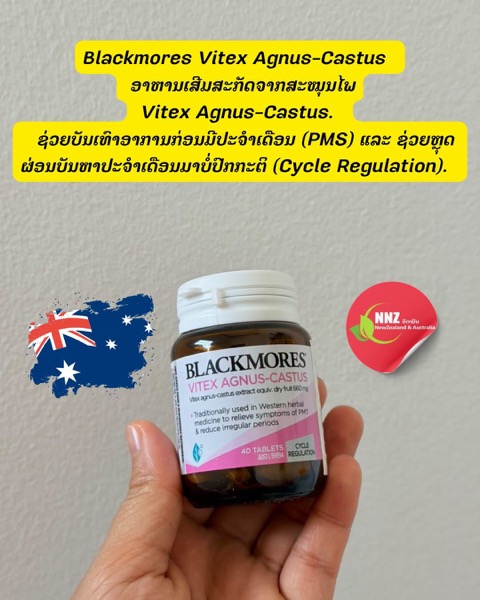 Blackmores Vitex Agnus-Castus
ອາຫານເສີມສະກັດຈາກສະໝຸນໄພ
Vitex Agnus-Castus.
ຊ່ວຍບັນເທົາອາການກ່ອນມີປະຈຳເດືອນ (PMS) ແລະ ຊ່ວຍຫຼຸດ
ຜ່ອນບັນຫາປະຈຳເດືອນມາບໍ່ປົກກະຕິ (Cycle Regulation).
NNZ
NewZealand & Australia
BLACKMORES
VITEX AGNUS-CASTUS
Vitex agnus-castus extract equiv. dry fruit 660 mg
Traditionally used in Western herbal
medicine to relieve symptoms of PMT
& reduce irregular periods
40 TABLETS
CYCLE
REGULATION